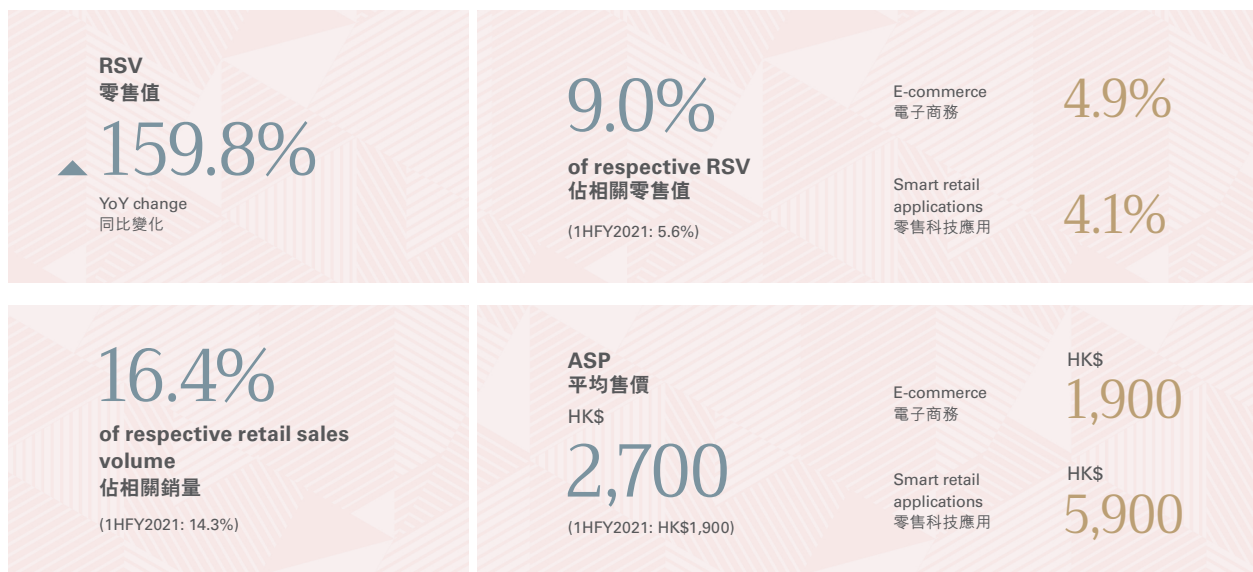 RSV
零售值
159.8%
YoY change
同比變化
9.0%
of respective RSV
佔相關零售值
(1HFY2021: 5.6%)
E-commerce
電子商務
4.9%
Smart retail
applications
零售科技應用
4.1%
16.4%
of respective retail sales
volume
佔相關銷量
(1HFY2021: 14.3%)
ASP
平均售價
HK$
2,700
(1HFY2021: HK$1,900)
E-commerce
電子商務
HK$
1,900
Smart retail
applications
零售科技應用
HK$
5,900